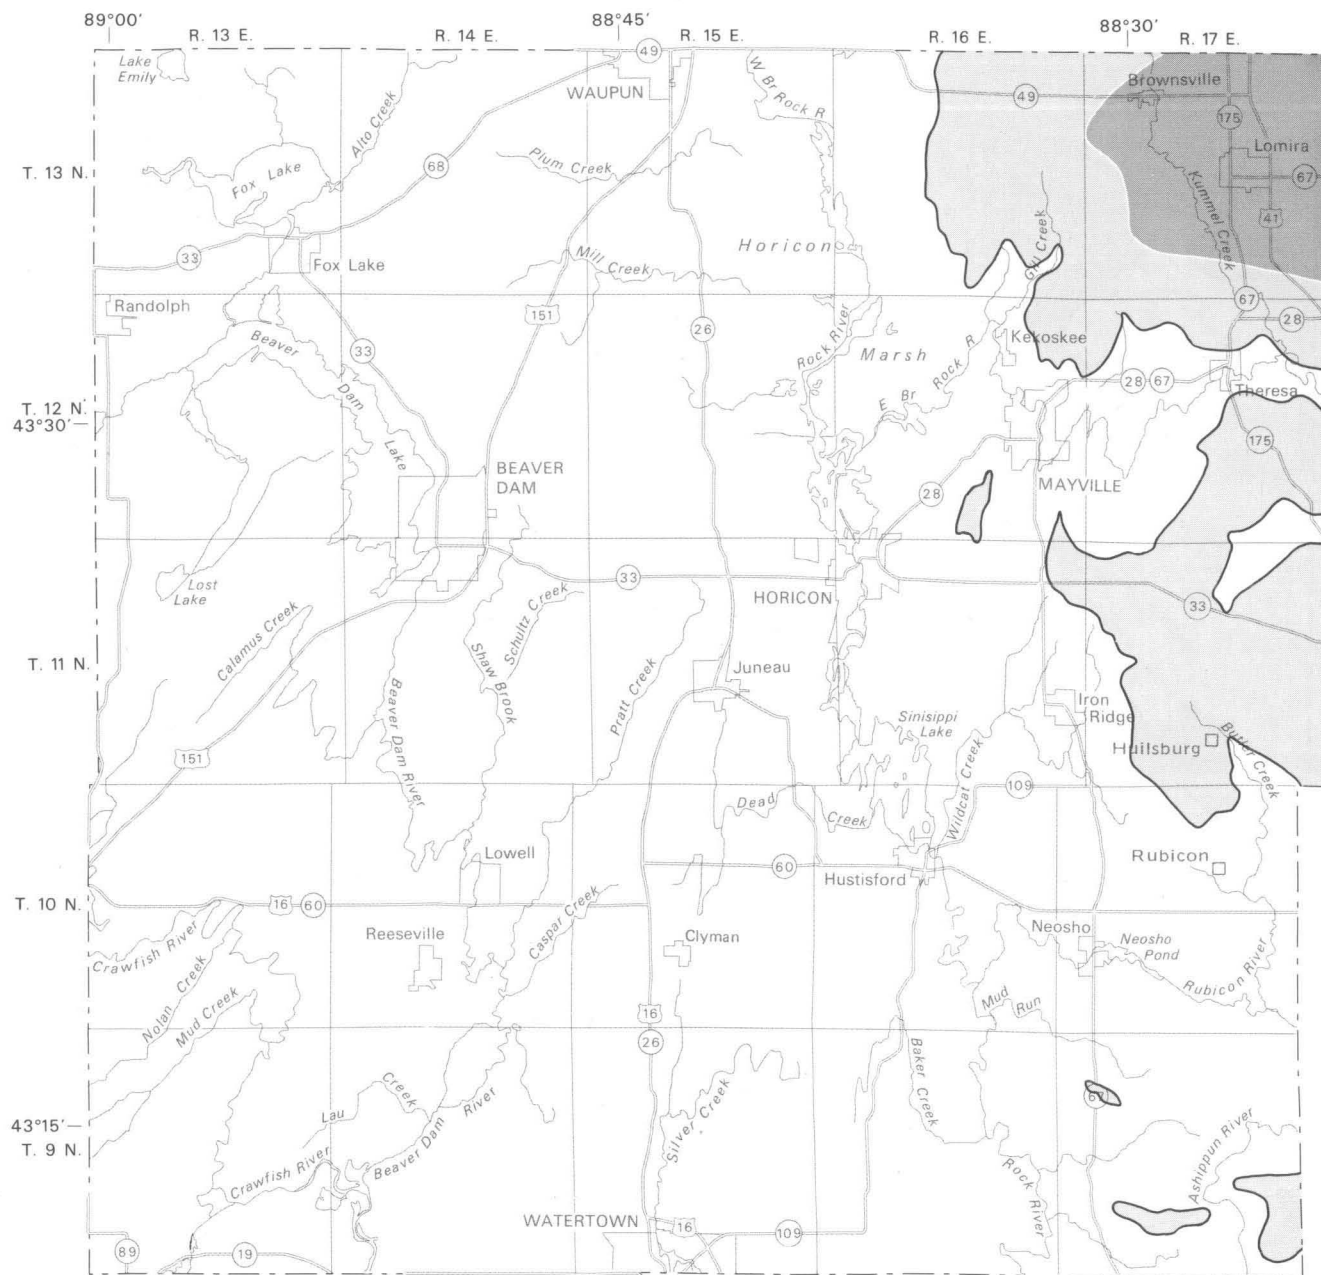 89°00′
88°45′
88°30′
R. 13 E.
R. 14 E.
R. 15 E.
R. 16 E.
R. 17 E.
Lake
Emily
49
WAUPUN
W Br Rock R
49
Brownsville
175
Lomira
67
Alto Creek
68
Plum Creek
T. 13 N.
Fox Lake
Kummel Creek
41
Horicon
Gill Creek
33
Fox Lake
Mill Creek
67
28
Randolph
151
26
Rock River
Marsh
Kekoskee
Beaver
Dam
Lake
33
E Br Rock R
28
67
Theresa
T. 12 N.
43°30′
175
BEAVER
DAM
28
MAYVILLE
Lost
Lake
33
HORICON
33
Calamus Creek
Schultz Creek
Shaw Brook
Pratt Creek
T. 11 N.
Juneau
Beaver Dam River
Iron
Ridge
Sinisippi
Lake
Huilsburg
Butler Creek
151
Wildcat Creek
109
Dead
Creek
Lowell
60
Hustisford
Rubicon
T. 10 N.
16
60
Caspar Creek
Reeseville
Clyman
Neosho
Neosho
Pond
Crawfish River
Nolan Creek
Mud Creek
Rubicon River
Mud
Run
16
26
Baker Creek
Lau
Creek
Silver Creek
67
43°15′
T. 9 N.
Beaver Dam River
Crawfish River
Rock River
Ashippun River
WATERTOWN
16
109
89
19